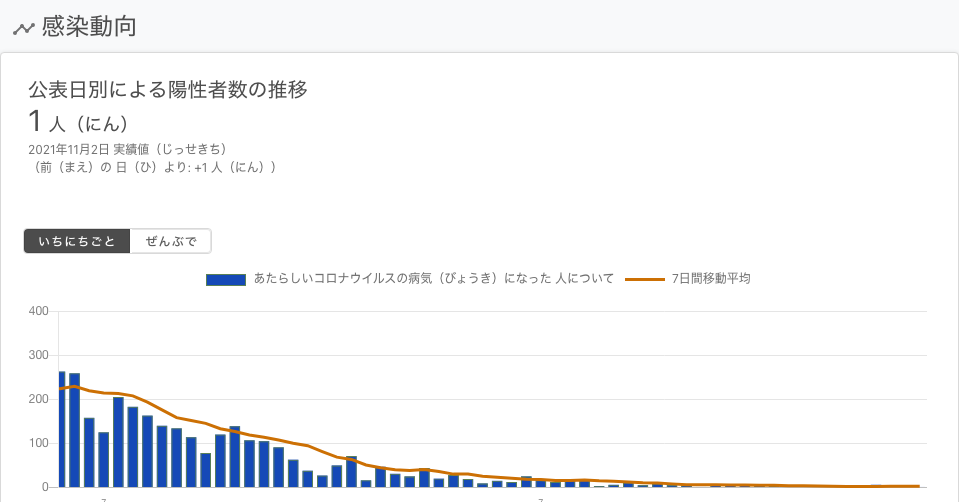 感染動向
公表日別による陽性者数の推移
1 人（にん）
2021年11月2日 実績値（じっせきち）
（前（まえ）の 日（ひ）より: +1 人（にん））
いちにちごと ぜんぶで
あたらしいコロナウイルスの病気（びょうき）になった 人について 7日間移動平均
400
300
200
100
0